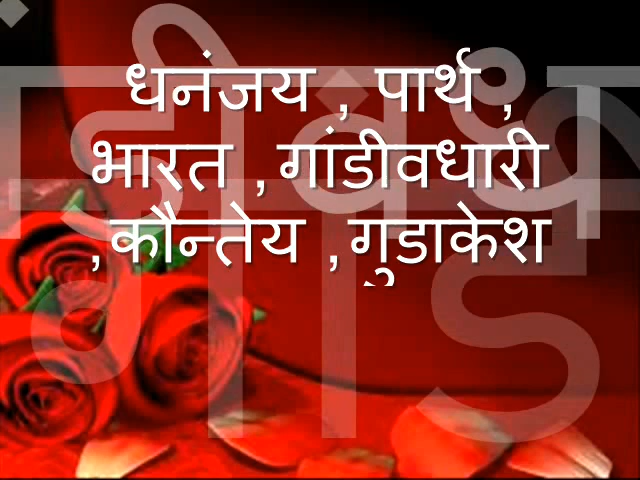 धनंजय , पार्थ ,
भारत ,गांडीवधारी
,कौन्तेय ,गुडाकेश